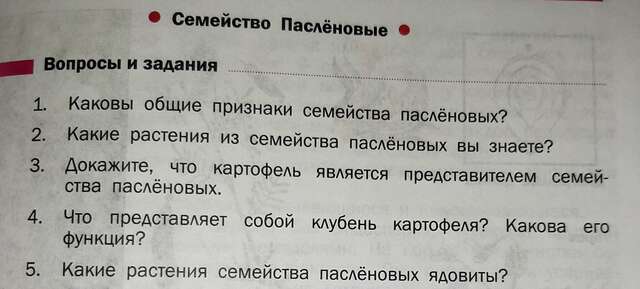 Семейство Паслёновые
Вопросы и задания
1. Каковы общие признаки семейства паслёновых?
2. Какие растения из семейства паслёновых вы знаете?
3. Докажите, что картофель является представителем семей-
ства паслёновых.
4. Что представляет собой клубень картофеля? Какова его
функция?
5. Какие растения семейства паслёновых ядовиты?